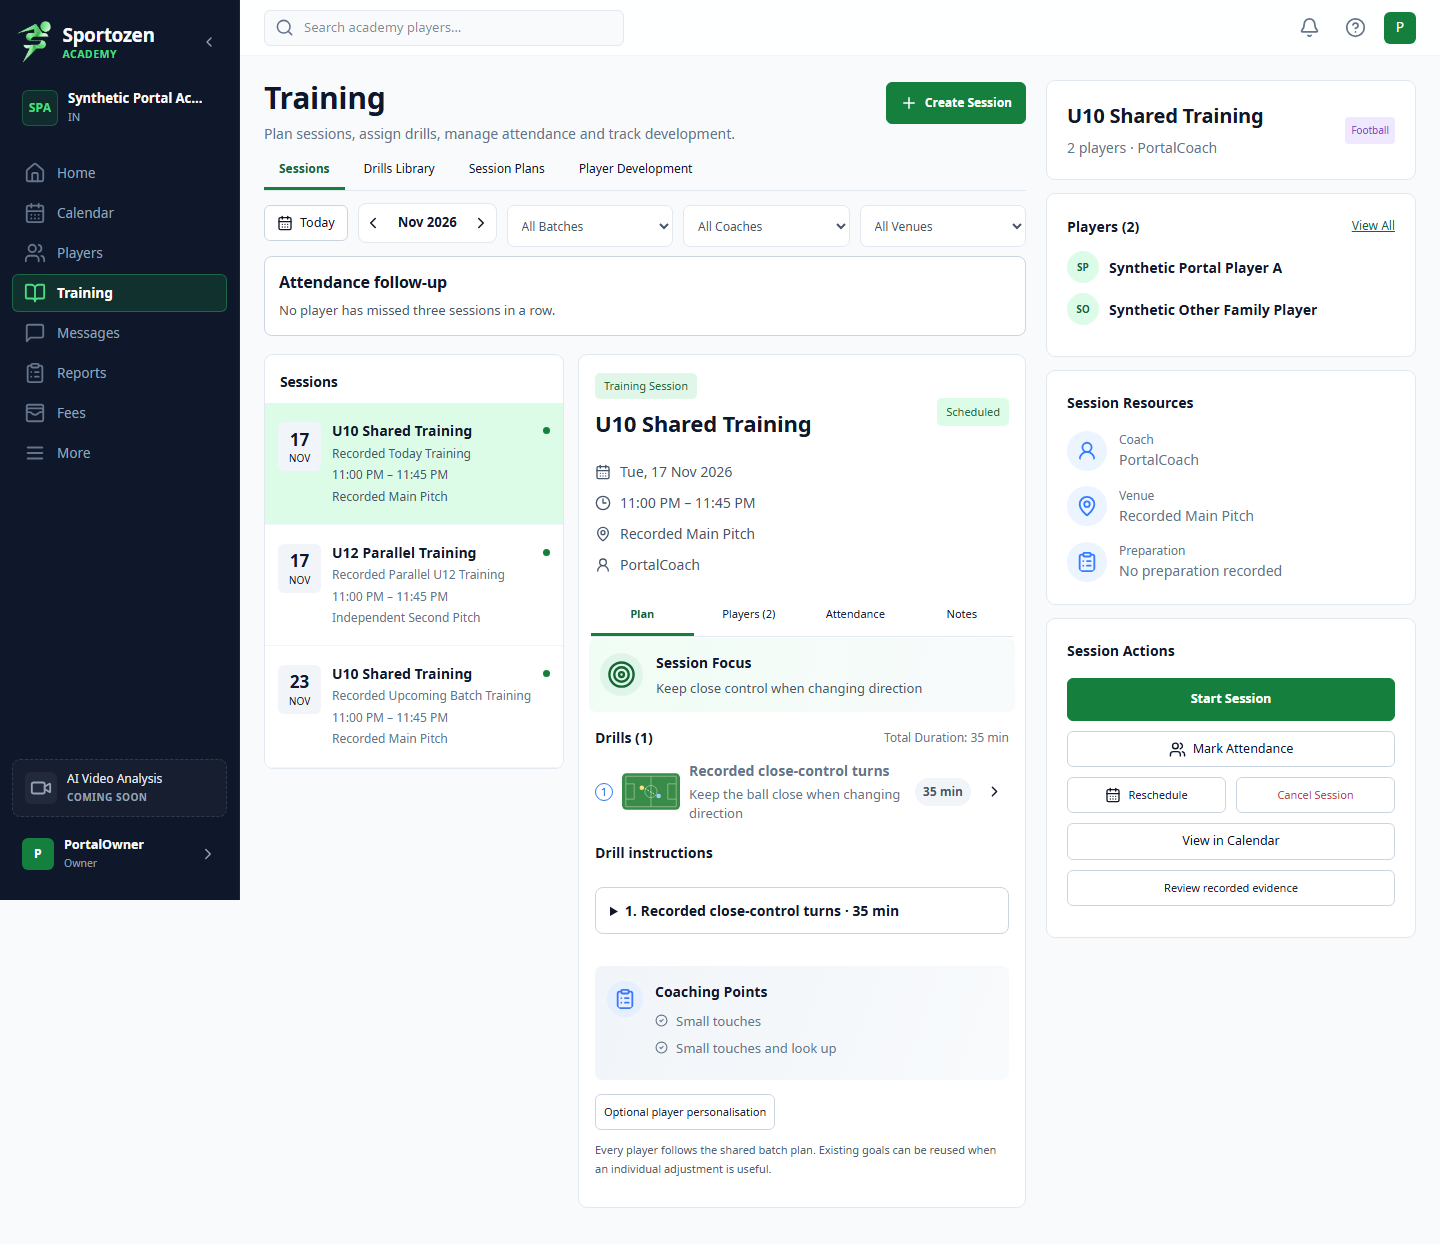 Sportozen
ACADEMY
SPA
Synthetic Portal Ac...
IN
Home
Calendar
Players
Training
Messages
Reports
Fees
More
AI Video Analysis
COMING SOON
P
PortalOwner
Owner
Search academy players...
P
Training
Plan sessions, assign drills, manage attendance and track development.
Create Session
Sessions
Drills Library
Session Plans
Player Development
Today
Nov 2026
All Batches
All Coaches
All Venues
Attendance follow-up
No player has missed three sessions in a row.
Sessions
17
NOV
U10 Shared Training
Recorded Today Training
11:00 PM – 11:45 PM
Recorded Main Pitch
17
NOV
U12 Parallel Training
Recorded Parallel U12 Training
11:00 PM – 11:45 PM
Independent Second Pitch
23
NOV
U10 Shared Training
Recorded Upcoming Batch Training
11:00 PM – 11:45 PM
Recorded Main Pitch
Training Session
U10 Shared Training
Scheduled
Tue, 17 Nov 2026
11:00 PM – 11:45 PM
Recorded Main Pitch
PortalCoach
Plan
Players (2)
Attendance
Notes
Session Focus
Keep close control when changing direction
Drills (1)
Total Duration: 35 min
1
Recorded close-control turns
Keep the ball close when changing
direction
35 min
Drill instructions
1. Recorded close-control turns · 35 min
Coaching Points
Small touches
Small touches and look up
Optional player personalisation
Every player follows the shared batch plan. Existing goals can be reused when
an individual adjustment is useful.
U10 Shared Training
2 players · PortalCoach
Football
Players (2)
View All
SP
Synthetic Portal Player A
SO
Synthetic Other Family Player
Session Resources
Coach
PortalCoach
Venue
Recorded Main Pitch
Preparation
No preparation recorded
Session Actions
Start Session
Mark Attendance
Reschedule
Cancel Session
View in Calendar
Review recorded evidence